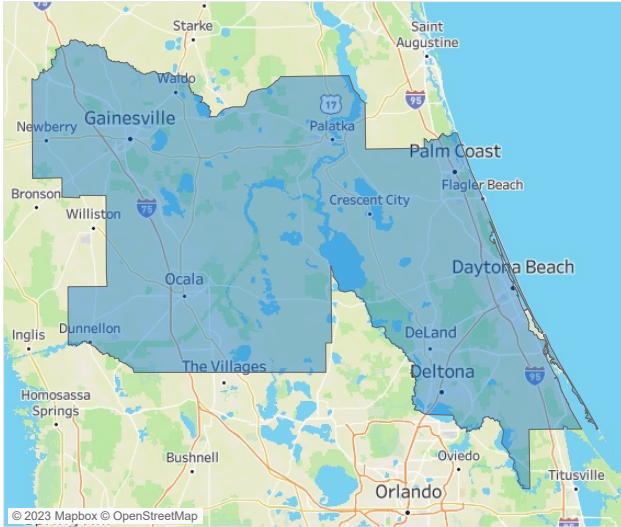 75
Starke
Saint
Augustine
Waldo
95
17
Gainesville
Newberry
Palatka
Palm Coast
Flagler Beach
Bronson
Crescent City
75
Williston
Daytona Beach
Ocala
Dunnellon
DeLand
Inglis
The Villages
Deltona
95
Homosassa
Springs
Bushnell
Oviedo
Titusville
Orlando
© 2023 Mapbox © OpenStreetMap